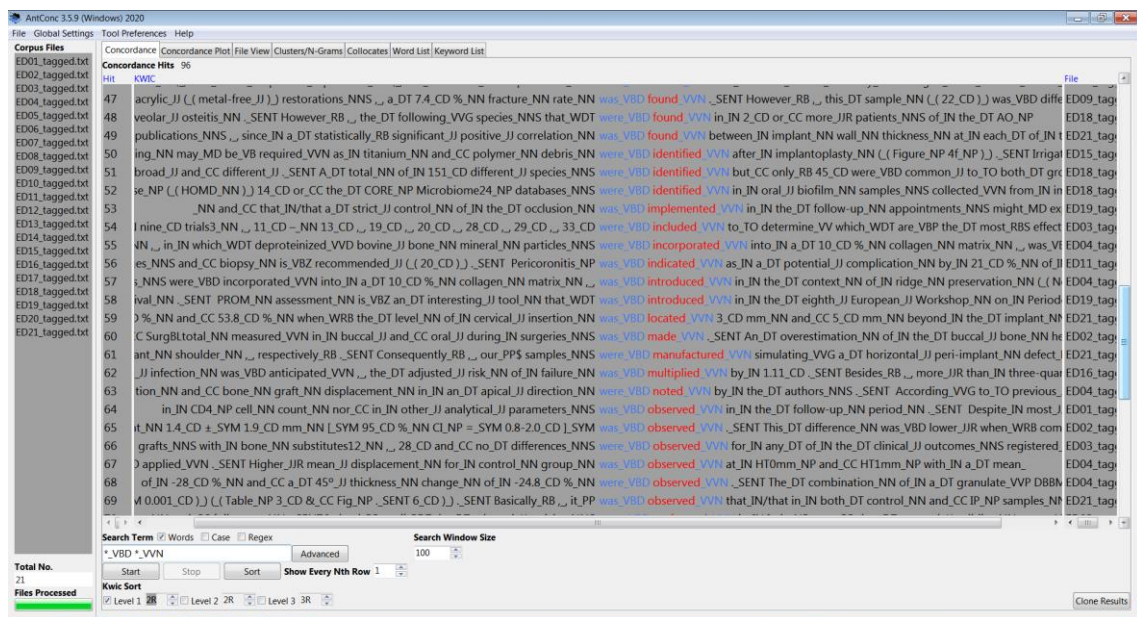 AntConc 3.5.9 (Windows) 2020
File Global Settings Tool Preferences Help
Corpus Files
ED01_tagged.txt
ED02_tagged.txt
ED03_tagged.txt
ED04_tagged.txt
ED05_tagged.txt
ED06_tagged.txt
ED07_tagged.txt
ED08_tagged.txt
ED09_tagged.txt
ED10_tagged.txt
ED11_tagged.txt
ED12_tagged.txt
ED13_tagged.txt
ED14_tagged.txt
ED15_tagged.txt
ED16_tagged.txt
ED17_tagged.txt
ED18_tagged.txt
ED19_tagged.txt
ED20_tagged.txt
ED21_tagged.txt
Total No.
21
Files Processed
Concordance Concordance Plot File View Clusters/N-Grams Collocates Word List Keyword List
Concordance Hits 96
Hit KWIC File
47 acrylic_JJ (_( metal-free_JJ )_) restorations_NNS ,_, a_DT 7.4_CD %_NN fracture_NN rate_NN was_VBD found_VVN ._SENT However_RB ,_, this_DT sample_NN (_( 22_CD )_) was_VBD diffe ED09_tag
48 veolar_JJ osteitis_NN ._SENT However_RB ,_, the_DT following_VVG species_NNS that_WDT were_VBD found_VVN in_IN 2_CD or_CC more_JJR patients_NNS of_IN the_DT AO_NP ED18_tag
49 publications_NNS ,_, since_IN a_DT statistically_RB significant_JJ positive_JJ correlation_NN was_VBD found_VVN between_IN implant_NN wall_NN thickness_NN at_IN each_DT of_IN t ED21_tag
50 ing_NN may_MD be_VB required_VVN as_IN titanium_NN and_CC polymer_NN debris_NN were_VBD identified_VVN after_IN implantoplasty_NN (_( Figure_NP 4f_NP )_) ._SENT Irrigat ED15_tag
51 broad_JJ and_CC different_JJ ._SENT A_DT total_NN of_IN 151_CD different_JJ species_NNS were_VBD identified_VVN but_CC only_RB 45_CD were_VBD common_JJ to_TO both_DT gro ED18_tag
52 se_NP (_( HOMD_NN )_) 14_CD or_CC the_DT CORE_NP Microbiome24_NP databases_NNS were_VBD identified_VVN in_IN oral_JJ biofilm_NN samples_NNS collected_VVN from_IN in ED18_tag
53 _NN and_CC that_IN/that a_DT strict_JJ control_NN of_IN the_DT occlusion_NN was_VBD implemented_VVN in_IN the_DT follow-up_NN appointments_NNS might_MD ex ED19_tag
54 nine_CD trials3_NN ,_, 11_CD –_NN 13_CD ,_, 19_CD ,_, 20_CD ,_, 28_CD ,_, 29_CD ,_, 33_CD were_VBD included_VVN to_TO determine_VV which_WDT are_VBP the_DT most_RBS effect ED03_tag
55 NN ,_, in_IN which_WDT deproteinized_VVD bovine_JJ bone_NN mineral_NN particles_NNS were_VBD incorporated_VVN into_IN a_DT 10_CD %_NN collagen_NN matrix_NN ,_, was_VB ED04_tag
56 es_NNS and_CC biopsy_NN is_VBZ recommended_JJ (_( 20_CD )_) ._SENT Pericoronitis_NP was_VBD indicated_VVN as_IN a_DT potential_JJ complication_NN by_IN 21_CD %_NN of_II ED11_tag
57 s_NNS were_VBD incorporated_VVN into_IN a_DT 10_CD %_NN collagen_NN matrix_NN ,_, was_VBD introduced_VVN in_IN the_DT context_NN of_IN ridge_NN preservation_NN (_( N ED04_tag
58 ival_NN ._SENT PROM_NN assessment_NN is_VBZ an_DT interesting_JJ tool_NN that_WDT was_VBD introduced_VVN in_IN the_DT eighth_JJ European_JJ Workshop_NN on_IN Period ED19_tag
59 %_NN and_CC 53.8_CD %_NN when_WRB the_DT level_NN of_IN cervical_JJ insertion_NN was_VBD located_VVN 3_CD mm_NN and_CC 5_CD mm_NN beyond_IN the_DT implant_NN ED21_tag
60 C SurgBLtotal_NN measured_VVN in_IN buccal_JJ and_CC oral_JJ during_IN surgeries_NNS was_VBD made_VVN ._SENT An_DT overestimation_NN of_IN the_DT buccal_JJ bone_NN he ED02_tag
61 ant_NN shoulder_NN ,_, respectively_RB ._SENT Consequently_RB ,_, our_PP$ samples_NNS were_VBD manufactured_VVN simulating_VVG a_DT horizontal_JJ peri-implant_NN defect_I ED21_tag
62 _JJ infection_NN was_VBD anticipated_VVN ,_, the_DT adjusted_JJ risk_NN of_IN failure_NN was_VBD multiplied_VVN by_IN 1.11_CD ._SENT Besides_RB ,_, more_JJR than_IN three-quar ED16_tag
63 tion_NN and_CC bone_NN graft_NN displacement_NN in_IN an_DT apical_JJ direction_NN were_VBD noted_VVN by_IN the_DT authors_NNS ._SENT According_VVG to_TO previous_ ED04_tag
64 in_IN CD4_NP cell_NN count_NN nor_CC in_IN other_JJ analytical_JJ parameters_NNS was_VBD observed_VVN in_IN the_DT follow-up_NN period_NN ._SENT Despite_IN most_J ED01_tag
65 t_NN 1.4_CD ±_SYM 1.9_CD mm_NN [_SYM 95_CD %_NN CI_NP =_SYM 0.8-2.0_CD ]_SYM was_VBD observed_VVN ._SENT This_DT difference_NN was_VBD lower_JJR when_WRB com ED02_tag
66 grafts_NNS with_IN bone_NN substitutes12_NN ,_, 28_CD and_CC no_DT differences_NNS were_VBD observed_VVN for_IN any_DT of_IN the_DT clinical_JJ outcomes_NNS registered_ ED03_tag
67 applied_VVN ._SENT Higher_JJR mean_JJ displacement_NN for_IN control_NN group_NN was_VBD observed_VVN at_IN HT0mm_NP and_CC HT1mm_NP with_IN a_DT mean_ ED04_tag
68 of_IN -28_CD %_NN and_CC a_DT 45º_JJ thickness_NN change_NN of_IN -24.8_CD %_NN was_VBD observed_VVN ._SENT The_DT combination_NN of_IN a_DT granulate_VVP DBBM ED04_tag
69 0.001_CD )_) (_( Table_NP 3_CD &_CC Fig_NP ._SENT 6_CD )_) ._SENT Basically_RB ,_, it_PP was_VBD observed_VVN that_IN/that in_IN both_DT control_NN and_CC IP_NP samples_NN ED21_tag
Search Term Words Case Regex Search Window Size
*_VBD *_VVN Advanced 100
Start Stop Sort Show Every Nth Row 1
Kwic Sort
Level 1 2R Level 2 2R Level 3 3R Clone Results